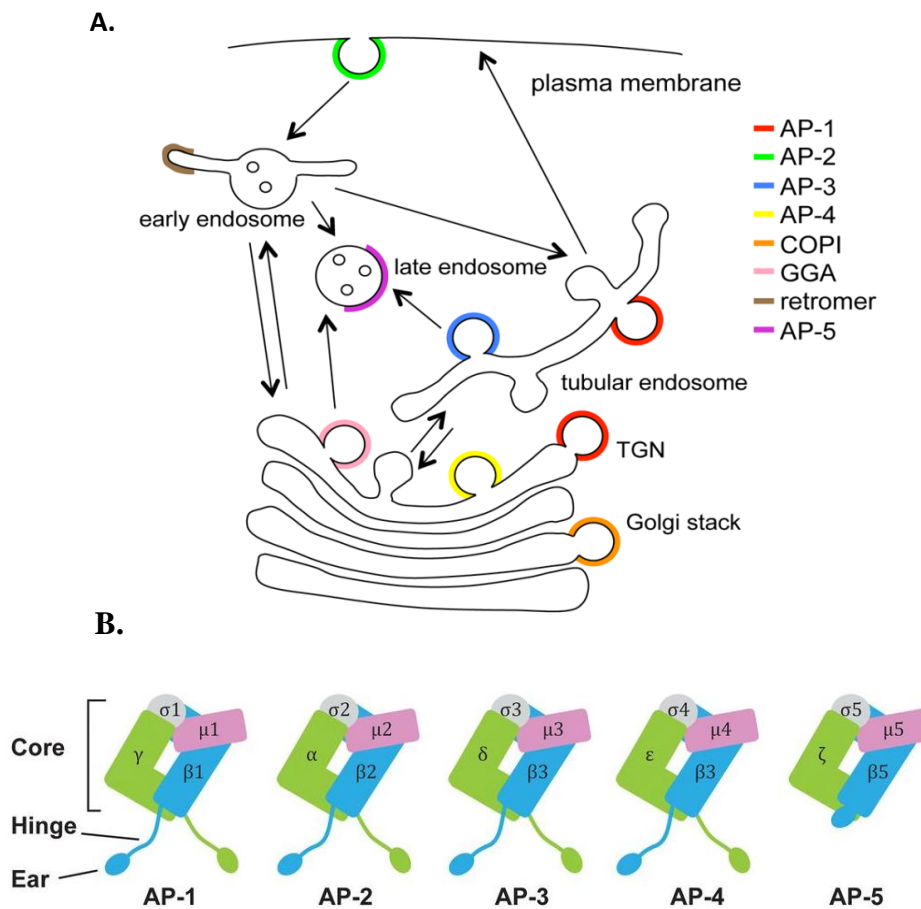 A.
plasma membrane
AP-1
AP-2
AP-3
AP-4
COPI
GGA
retromer
AP-5
early endosome
late endosome
tubular endosome
TGN
Golgi stack
B.
Core
Hinge
Ear
σ1
μ1
γ
β1
AP-1
σ2
μ2
α
β2
AP-2
σ3
μ3
δ
β3
AP-3
σ4
μ4
ε
β3
AP-4
σ5
μ5
ζ
β5
AP-5